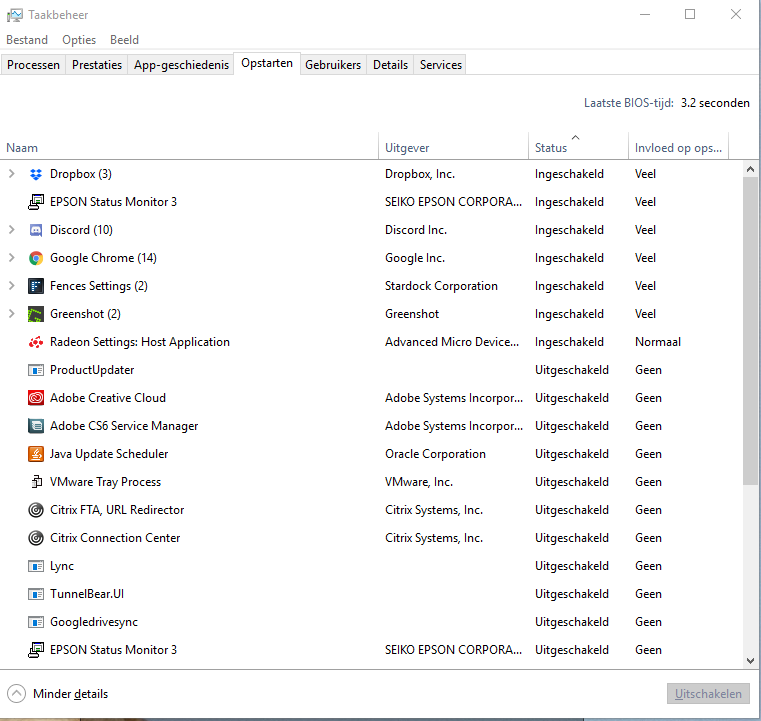 Taakbeheer
Bestand Opties Beeld
Processen Prestaties App-geschiedenis Opstarten Gebruikers Details Services
Laatste BIOS-tijd: 3.2 seconden
Naam Uitgever Status Invloed op ops...
Dropbox (3) Dropbox, Inc. Ingeschakeld Veel
EPSON Status Monitor 3 SEIKO EPSON CORPORA... Ingeschakeld Veel
Discord (10) Discord Inc. Ingeschakeld Veel
Google Chrome (14) Google Inc. Ingeschakeld Veel
Fences Settings (2) Stardock Corporation Ingeschakeld Veel
Greenshot (2) Greenshot Ingeschakeld Veel
Radeon Settings: Host Application Advanced Micro Device... Ingeschakeld Normaal
ProductUpdater Uitgeschakeld Geen
Adobe Creative Cloud Adobe Systems Incorpor... Uitgeschakeld Geen
Adobe CS6 Service Manager Adobe Systems Incorpor... Uitgeschakeld Geen
Java Update Scheduler Oracle Corporation Uitgeschakeld Geen
VMware Tray Process VMware, Inc. Uitgeschakeld Geen
Citrix FTA, URL Redirector Citrix Systems, Inc. Uitgeschakeld Geen
Citrix Connection Center Citrix Systems, Inc. Uitgeschakeld Geen
Lync Uitgeschakeld Geen
TunnelBear.UI Uitgeschakeld Geen
Googledrivesync Uitgeschakeld Geen
EPSON Status Monitor 3 SEIKO EPSON CORPORA... Uitgeschakeld Geen
Minder details Uitschakelen